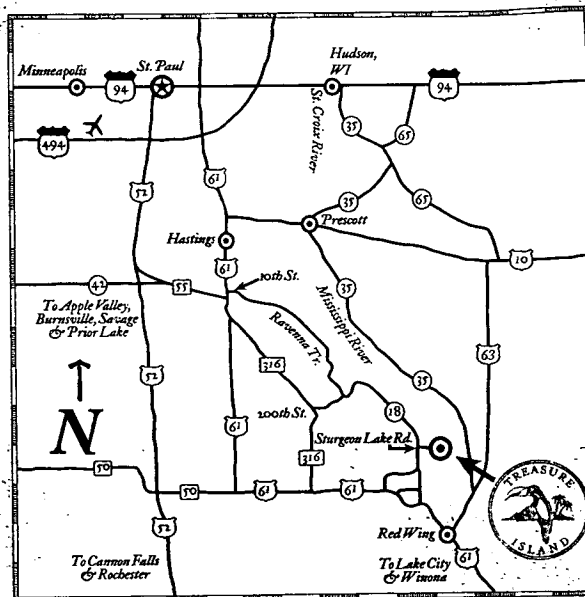 Minneapolis
St. Paul
Hudson,
WI
94
94
494
St. Croix River
35
65
52
61
35
65
Prescott
Hastings
10
61
10th St.
42
55
To Apple Valley,
Burnsville, Savage
& Prior Lake
Ravenna Tr.
Mississippi River
35
63
52
316
35
N
61
200th St.
18
Sturgeon Lake Rd.
316
50
50
61
61
52
TREASURE
ISLAND
Red Wing
61
To Cannon Falls
& Rochester
To Lake City
& Winona